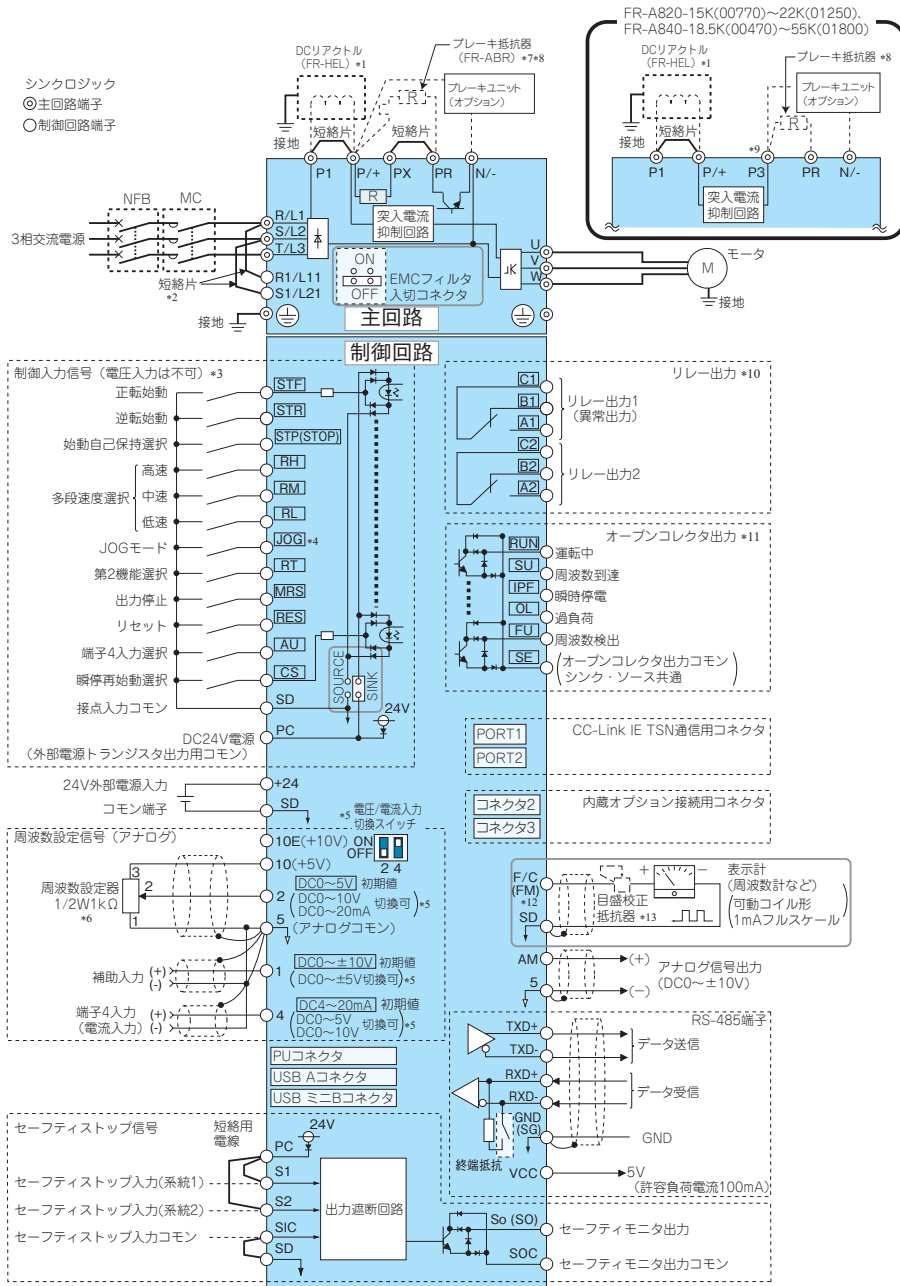 FR-A820-15K(00770)～22K(01250)、
FR-A840-18.5K(00470)～55K(01800)
DCリアクトル
(FR-HEL) *1
ブレーキ抵抗器 *8
ブレーキユニット
(オプション)
R
接地
短絡片
*9
P1
P/+
P3
PR
N/-
突入電流
抑制回路
シンクロジック
主回路端子
制御回路端子
DCリアクトル
(FR-HEL) *1
ブレーキ抵抗器
(FR-ABR) *7*8
ブレーキユニット
(オプション)
R
接地
短絡片
短絡片
P1
P/+
PX
PR
N/-
R
突入電流
抑制回路
NFB
MC
3相交流電源
R/L1
S/L2
T/L3
R1/L11
S1/L21
短絡片
*2
接地
ON
OFF
EMCフィルタ
入切コネクタ
U
V
W
M
モータ
接地
主回路
制御回路
制御入力信号（電圧入力は不可）*3
正転始動
STF
逆転始動
STR
始動自己保持選択
STP(STOP)
多段速度選択
高速
RH
中速
RM
低速
RL
JOGモード
JOG *4
第2機能選択
RT
出力停止
MRS
リセット
RES
端子4入力選択
AU
瞬停再始動選択
CS
接点入力コモン
SD
SOURCE
SINK
24V
DC24V電源
(外部電源トランジスタ出力用コモン)
PC
24V外部電源入力
+24
コモン端子
SD
リレー出力 *10
C1
B1
A1
リレー出力1
(異常出力)
C2
B2
A2
リレー出力2
オープンコレクタ出力 *11
RUN
運転中
SU
周波数到達
IPF
瞬時停電
OL
過負荷
FU
周波数検出
SE
オープンコレクタ出力コモン
シンク・ソース共通
PORT1
PORT2
CC-Link IE TSN通信用コネクタ
コネクタ2
コネクタ3
内蔵オプション接続用コネクタ
周波数設定信号（アナログ）
*5 電圧/電流入力
切換スイッチ
ON
OFF
2 4
10E(+10V)
10(+5V)
周波数設定器
1/2W1kΩ
*6
3
2
1
2
DC0～5V 初期値
DC0～10V
DC0～20mA
切換可 *5
5
(アナログコモン)
補助入力
(+)
(-)
1
DC0～±10V 初期値
(DC0～±5V切換可) *5
端子4入力
(電流入力)
(+)
(-)
4
DC4～20mA 初期値
DC0～5V
DC0～10V
切換可 *5
F/C
(FM)
*12
SD
目盛校正
抵抗器 *13
+
－
表示計
(周波数計など)
可動コイル形
1mAフルスケール
AM
(+)
5
(－)
アナログ信号出力
(DC0～±10V)
RS-485端子
TXD+
TXD-
データ送信
RXD+
RXD-
データ受信
GND
(SG)
GND
終端抵抗
VCC
5V
(許容負荷電流100mA)
PUコネクタ
USB Aコネクタ
USB ミニBコネクタ
セーフティストップ信号
短絡用
電線
24V
PC
S1
セーフティストップ入力(系統1)
S2
セーフティストップ入力(系統2)
SIC
セーフティストップ入力コモン
SD
出力遮断回路
So (SO)
セーフティモニタ出力
SOC
セーフティモニタ出力コモン